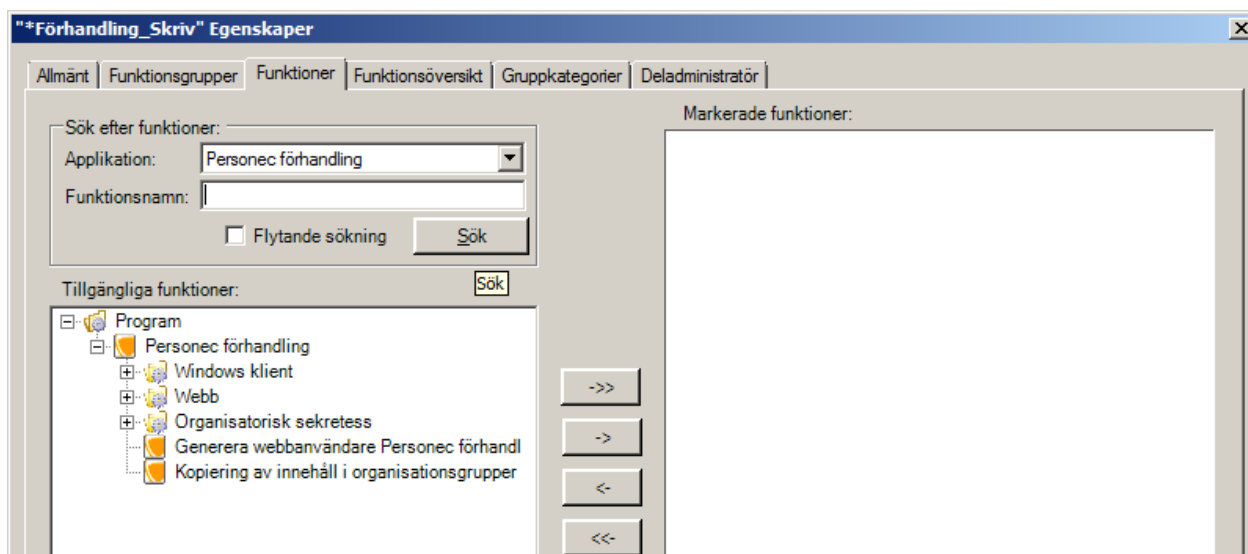 "*Förhandling_Skriv" Egenskaper
Allmänt Funktionsgrupper Funktioner Funktionsöversikt Gruppkategorier Deladministratör
Sök efter funktioner:
Applikation: Personec förhandling
Funktionsnamn:
Flytande sökning Sök
Sök
Tillgängliga funktioner:
Program
Personec förhandling
Windows klient
Webb
Organisatorisk sekretess
Generera webbanvändare Personec förhandl
Kopiering av innehåll i organisationsgrupper
->>
->
<-
<<-
Markerade funktioner: